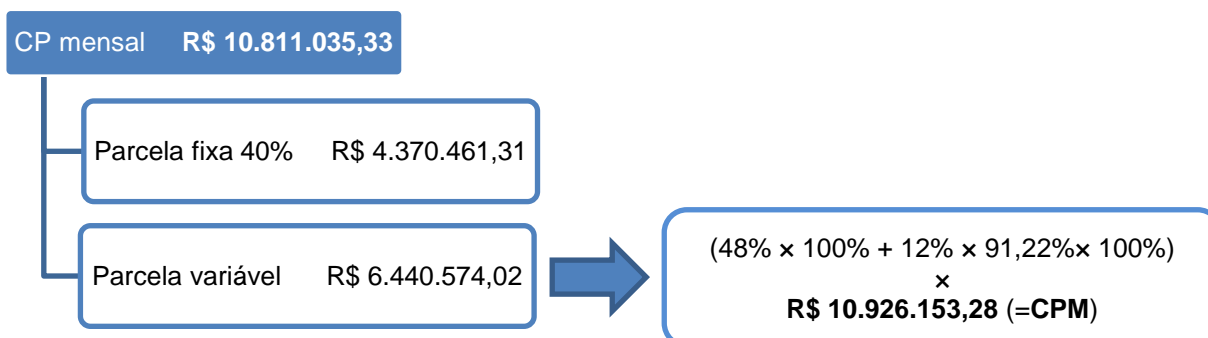 CP mensal R$ 10.811.035,33
Parcela fixa 40% R$ 4.370.461,31
Parcela variável R$ 6.440.574,02
(48% × 100% + 12% × 91,22%× 100%)
×
R$ 10.926.153,28 (=CPM)